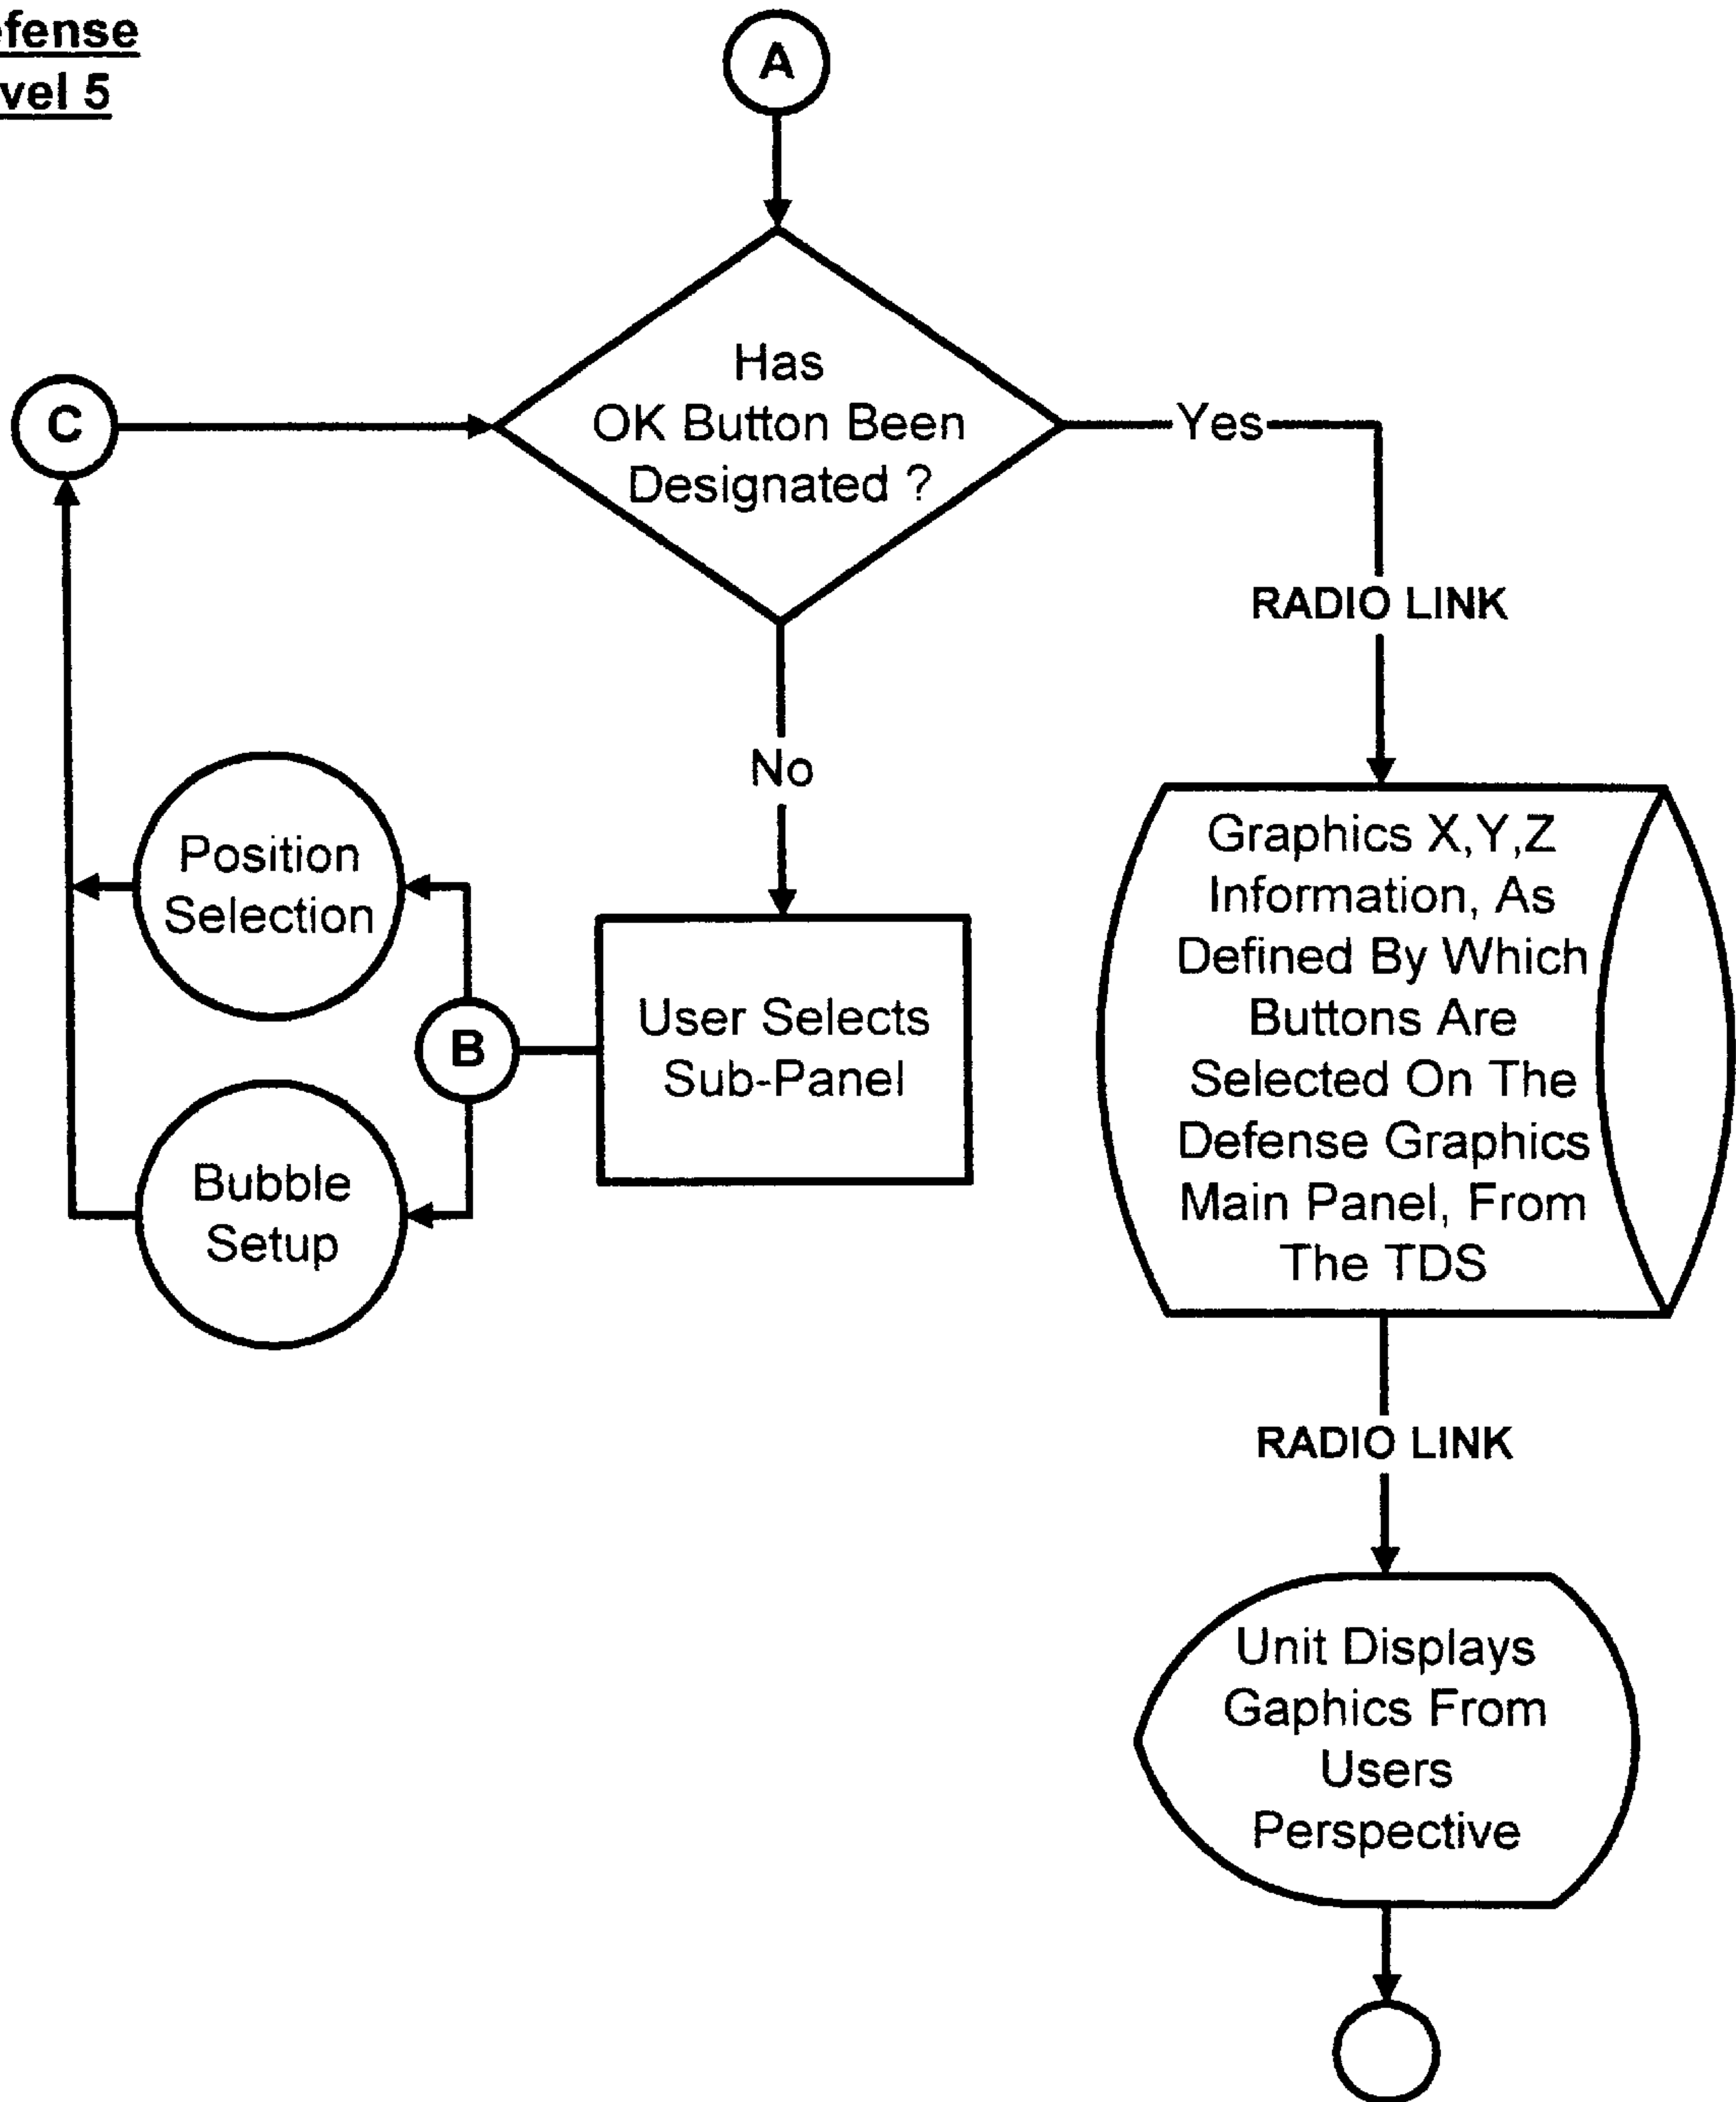 efense
vel 5
A
Has
OK Button Been
Designated ?
C
Yes
RADIO LINK
No
Position
Selection
B
User Selects
Sub-Panel
Bubble
Setup
Graphics X,Y,Z
Information, As
Defined By Which
Buttons Are
Selected On The
Defense Graphics
Main Panel, From
The TDS
RADIO LINK
Unit Displays
Gaphics From
Users
Perspective